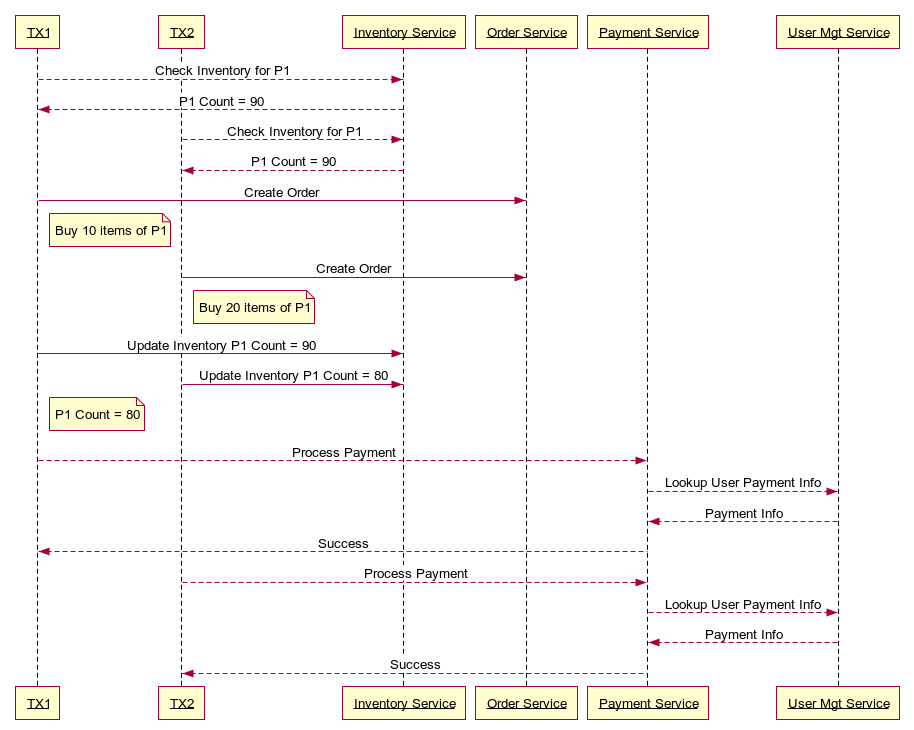 TX1 TX2 Inventory Service Order Service Payment Service User Mgt Service
Check Inventory for P1
P1 Count = 90
Check Inventory for P1
P1 Count = 90
Create Order
Buy 10 items of P1
Create Order
Buy 20 items of P1
Update Inventory P1 Count = 90
Update Inventory P1 Count = 80
P1 Count = 80
Process Payment
Lookup User Payment Info
Payment Info
Success
Process Payment
Lookup User Payment Info
Payment Info
Success
TX1 TX2 Inventory Service Order Service Payment Service User Mgt Service